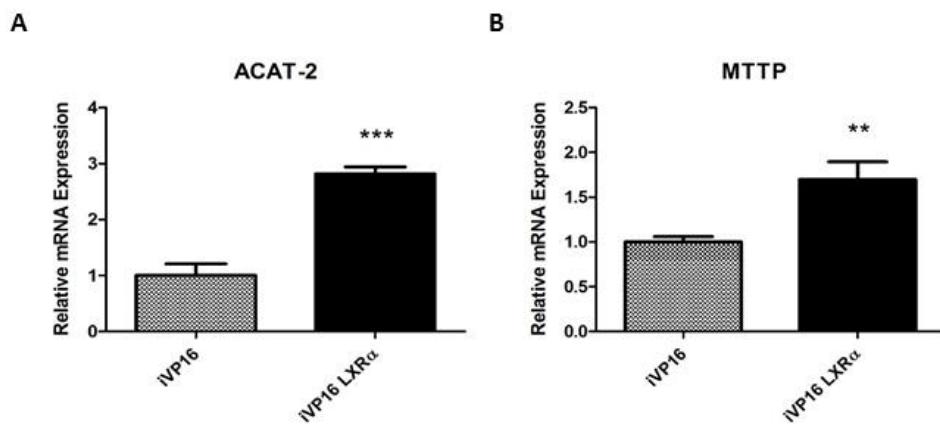 A
ACAT-2
Relative mRNA Expression
4
3
2
1
0
***
iVP16
iVP16 LXRα
B
MTTP
Relative mRNA Expression
2.5
2.0
1.5
1.0
0.5
0.0
**
iVP16
iVP16 LXRα